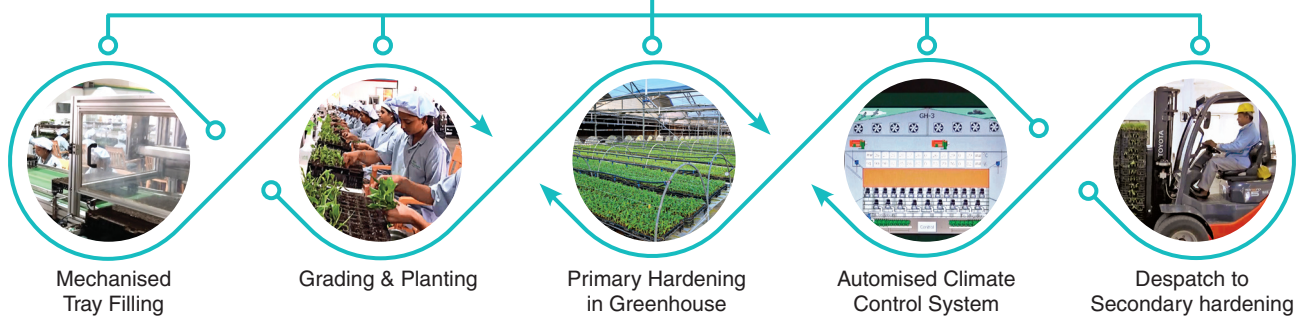 GH-3
TOYOTA
Mechanised
Tray Filling
Grading & Planting
Primary Hardening
in Greenhouse
Automised Climate
Control System
Despatch to
Secondary hardening